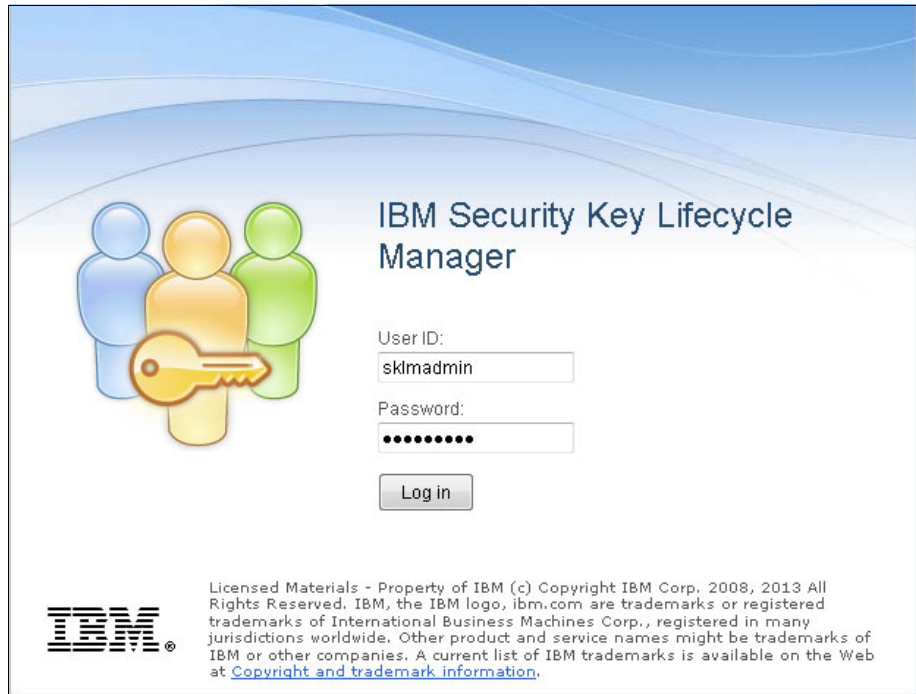 IBM Security Key Lifecycle
Manager
User ID:
sklmadmin
Password:
•••••••••
Log in
IBM®
Licensed Materials - Property of IBM (c) Copyright IBM Corp. 2008, 2013 All
Rights Reserved. IBM, the IBM logo, ibm.com are trademarks or registered
trademarks of International Business Machines Corp., registered in many
jurisdictions worldwide. Other product and service names might be trademarks of
IBM or other companies. A current list of IBM trademarks is available on the Web
at Copyright and trademark information.